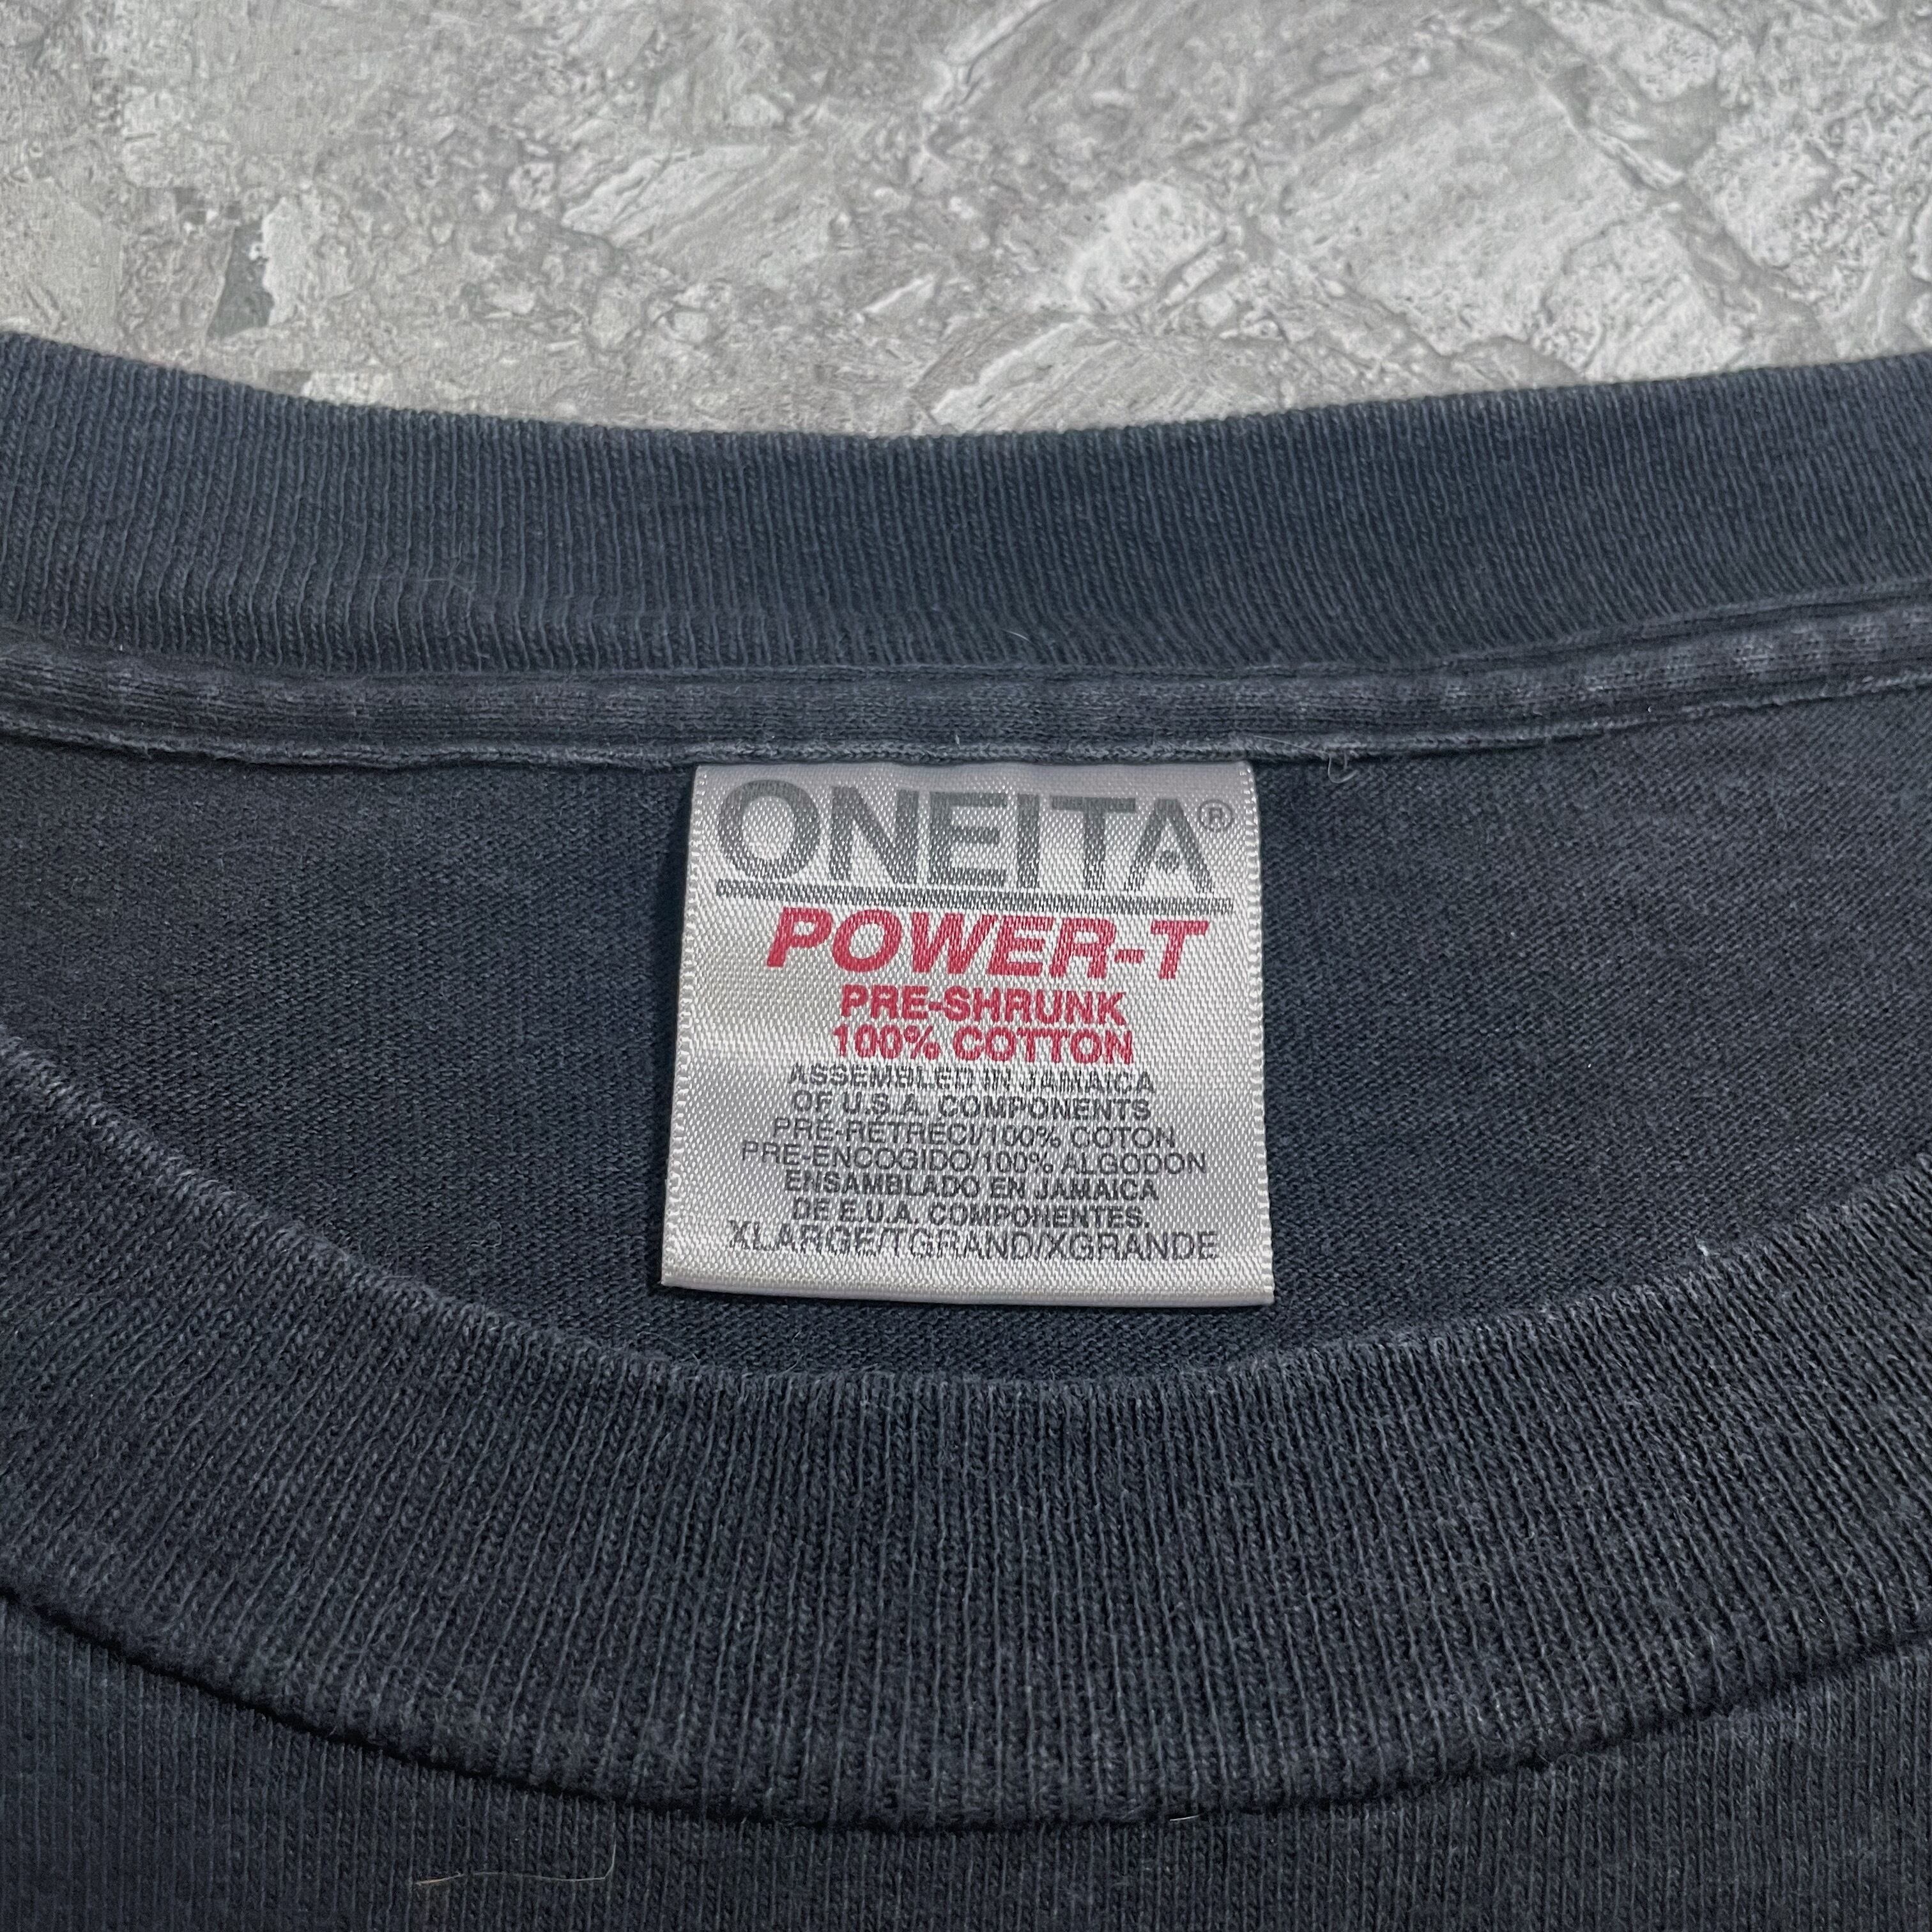 ONEITA®
POWER-T
PRE-SHRUNK
100% COTTON
ASSEMBLED IN JAMAICA
OF U.S.A. COMPONENTS
PRE-RETRECI/100% COTON
PRE-ENCOGIDO/100% ALGODON
ENSAMBLADO EN JAMAICA
DE E.U.A. COMPONENTES.
XLARGE/TGRAND/XGRANDE